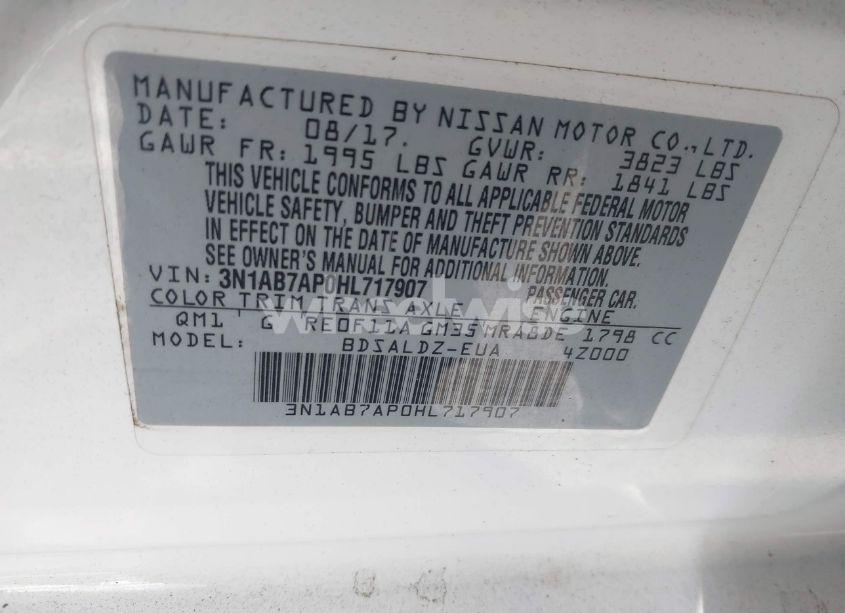 MANUFACTURED BY NISSAN MOTOR CO., LTD.
DATE: 08/17. GVWR: 3823 LBS
GAWR FR: 1995 LBS GAWR RR: 1841 LBS
THIS VEHICLE CONFORMS TO ALL APPLICABLE FEDERAL MOTOR
VEHICLE SAFETY, BUMPER AND THEFT PREVENTION STANDARDS
IN EFFECT ON THE DATE OF MANUFACTURE SHOWN ABOVE.
SEE OWNER'S MANUAL FOR ADDITIONAL INFORMATION.
VIN: 3N1AB7AP0HL717907 PASSENGER CAR.
COLOR TRIM TRANS AXLE ENGINE
QM1 G RE0F11A GM35 MRA8DE 1798 CC
MODEL: BDSALDZ-EUA 4Z000
3N1AB7AP0HL717907